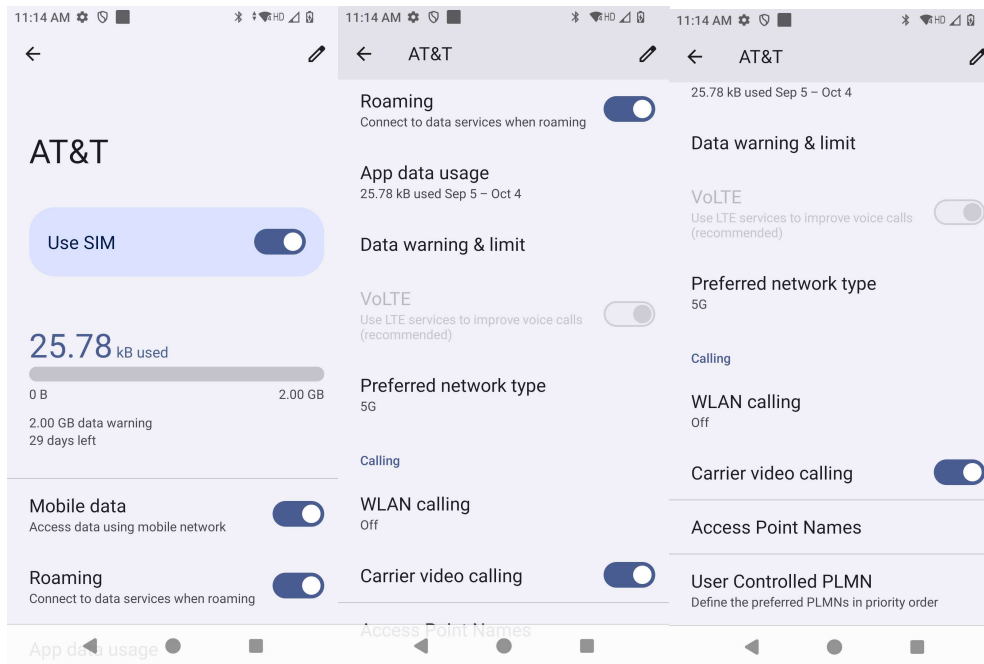 11:14 AM HD
AT&T
Use SIM
25.78 kB used
0 B 2.00 GB
2.00 GB data warning
29 days left
Mobile data
Access data using mobile network
Roaming
Connect to data services when roaming
App data usage
11:14 AM HD
AT&T
Roaming
Connect to data services when roaming
App data usage
25.78 kB used Sep 5 – Oct 4
Data warning & limit
VoLTE
Use LTE services to improve voice calls
(recommended)
Preferred network type
5G
Calling
WLAN calling
Off
Carrier video calling
Access Point Names
11:14 AM HD
AT&T
25.78 kB used Sep 5 – Oct 4
Data warning & limit
VoLTE
Use LTE services to improve voice calls
(recommended)
Preferred network type
5G
Calling
WLAN calling
Off
Carrier video calling
Access Point Names
User Controlled PLMN
Define the preferred PLMNs in priority order